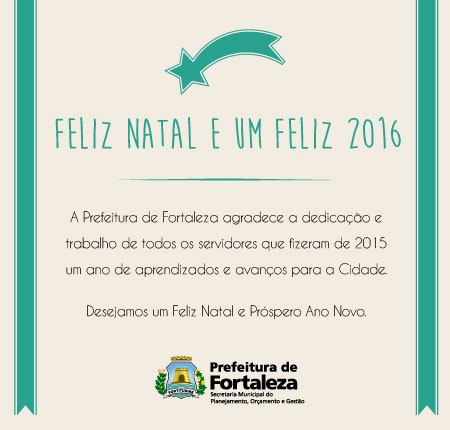 FELIZ NATAL E UM FELIZ 2016
A Prefeitura de Fortaleza agradece a dedicação e
trabalho de todos os servidores que fizeram de 2015
um ano de aprendizados e avanços para a Cidade.
Desejamos um Feliz Natal e Próspero Ano Novo.
Prefeitura de
Fortaleza
Secretaria Municipal do
Planejamento, Orçamento e Gestão
FORTITUDINE